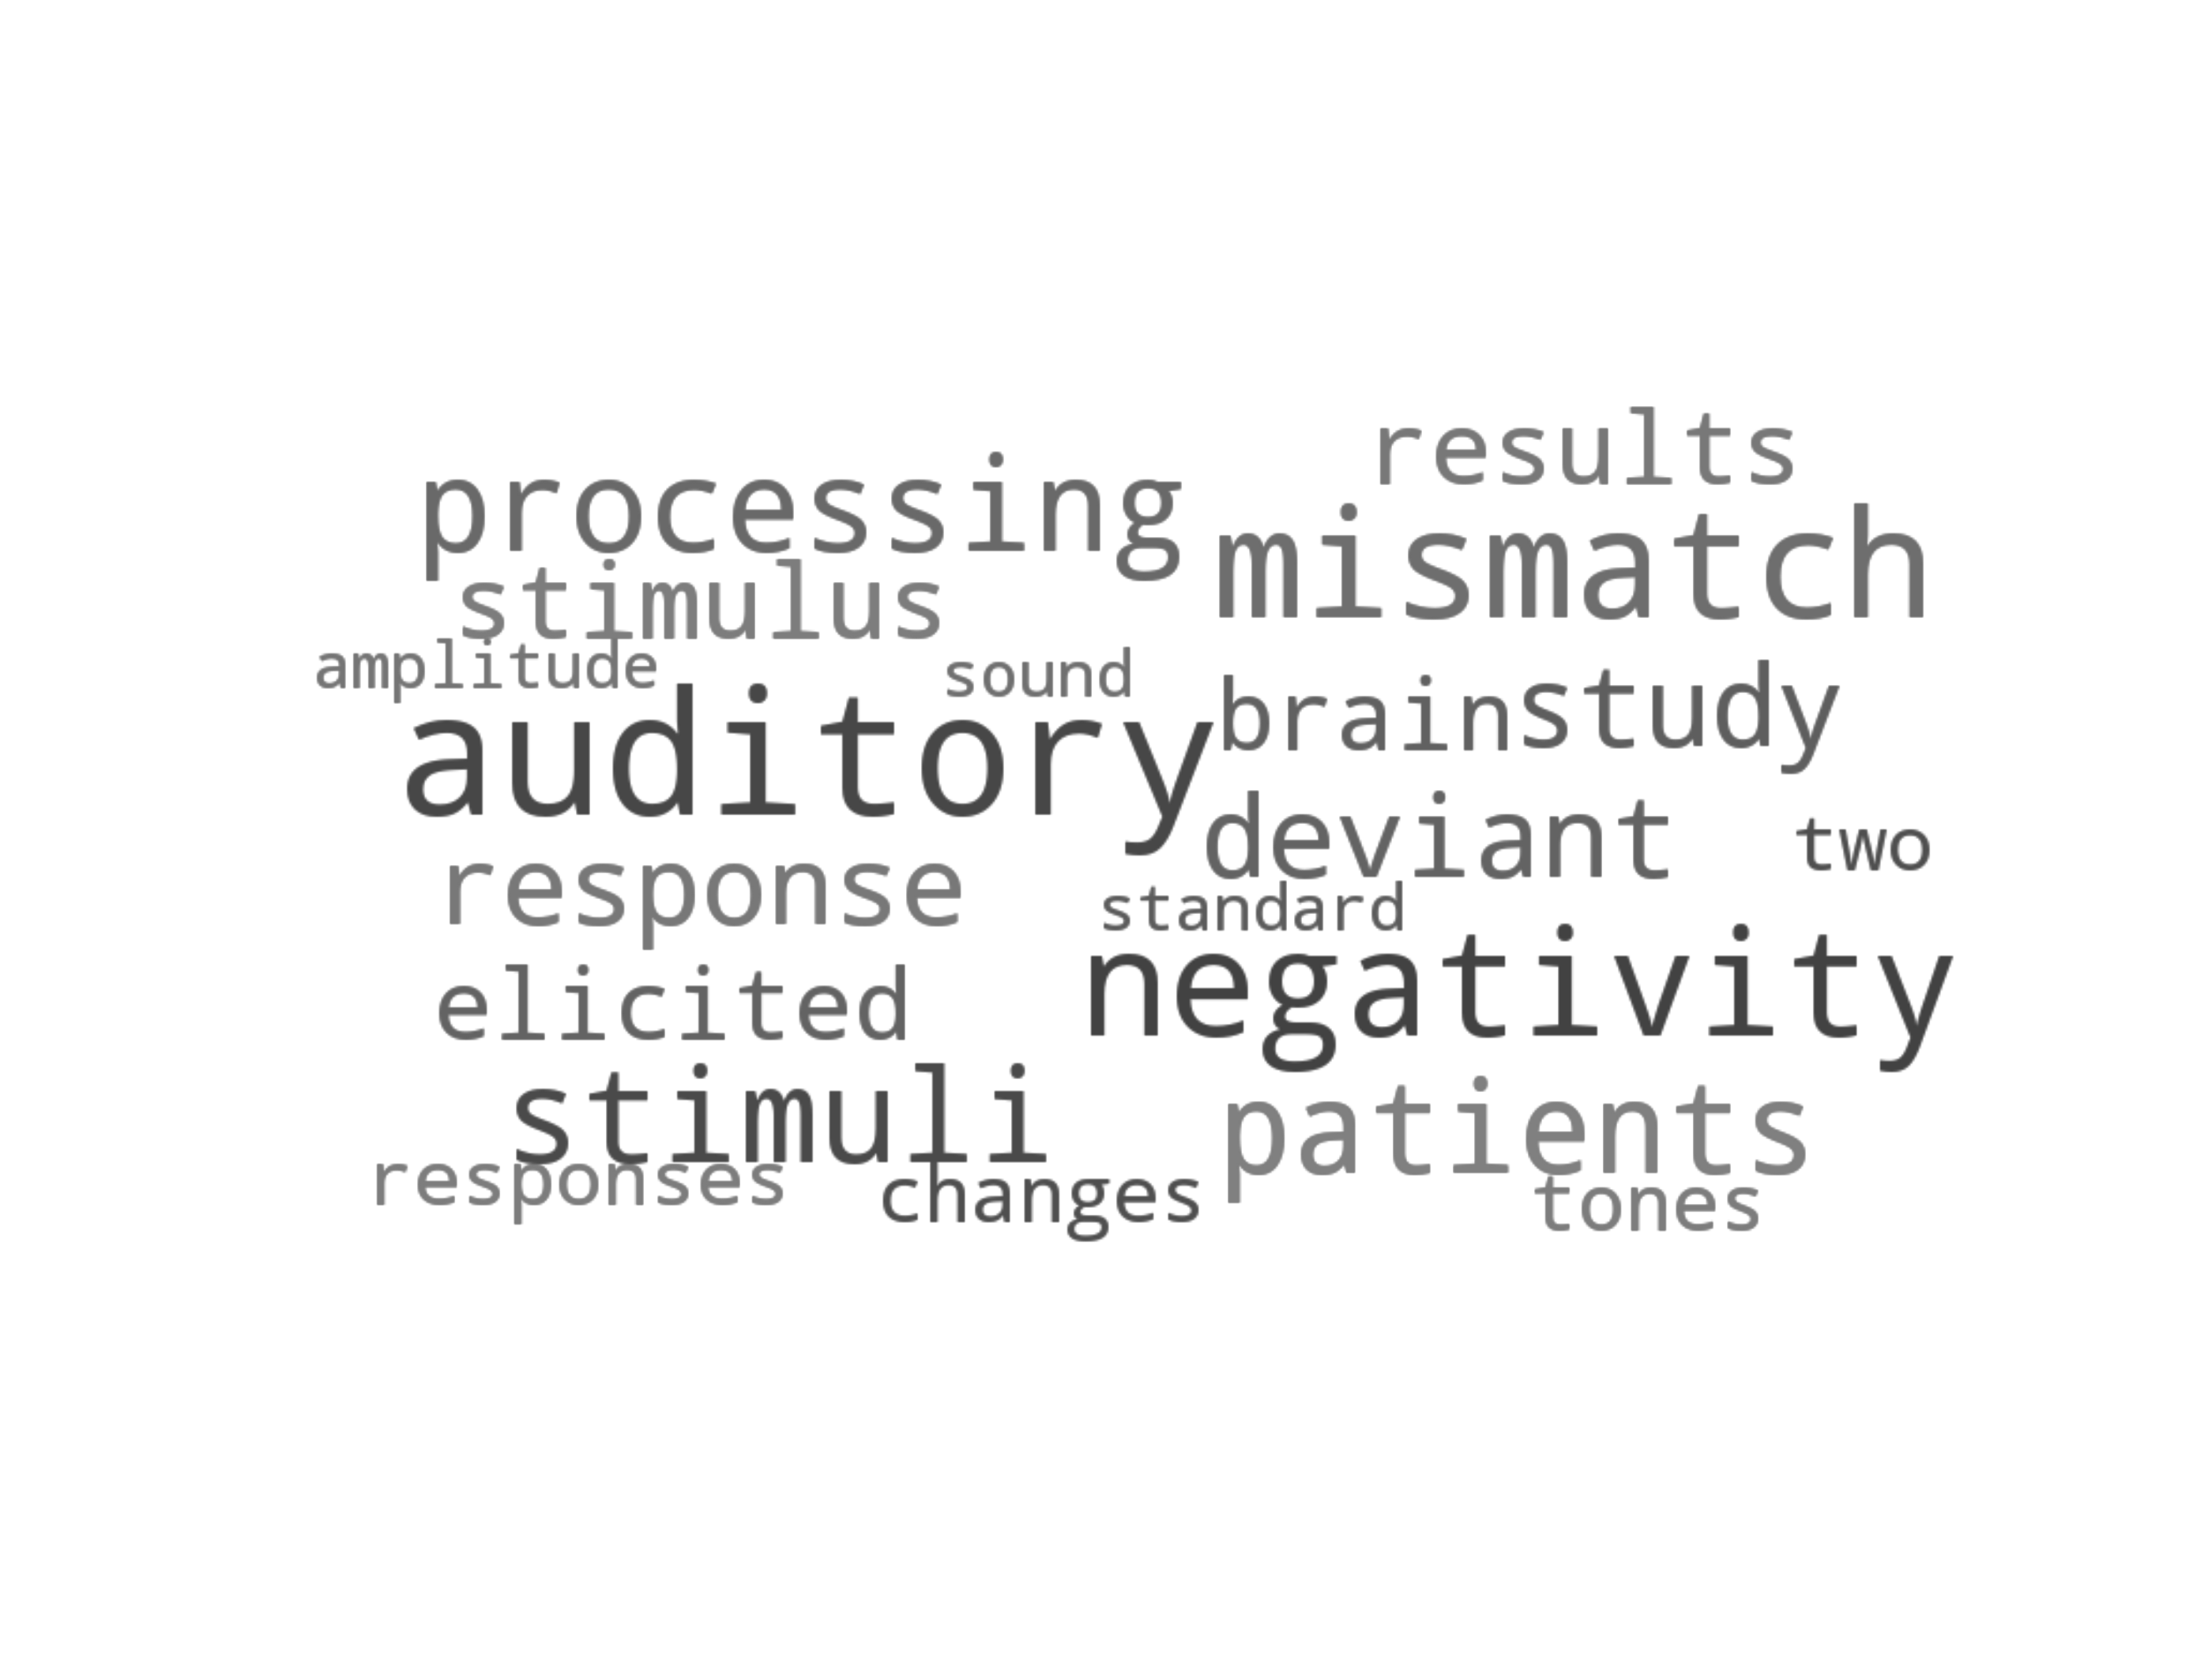 results
processing
mismatch
stimulus
amplitude
sound
brain
study
auditory
deviant
two
response
standard
negativity
elicited
stimuli
patients
responses
changes
tones